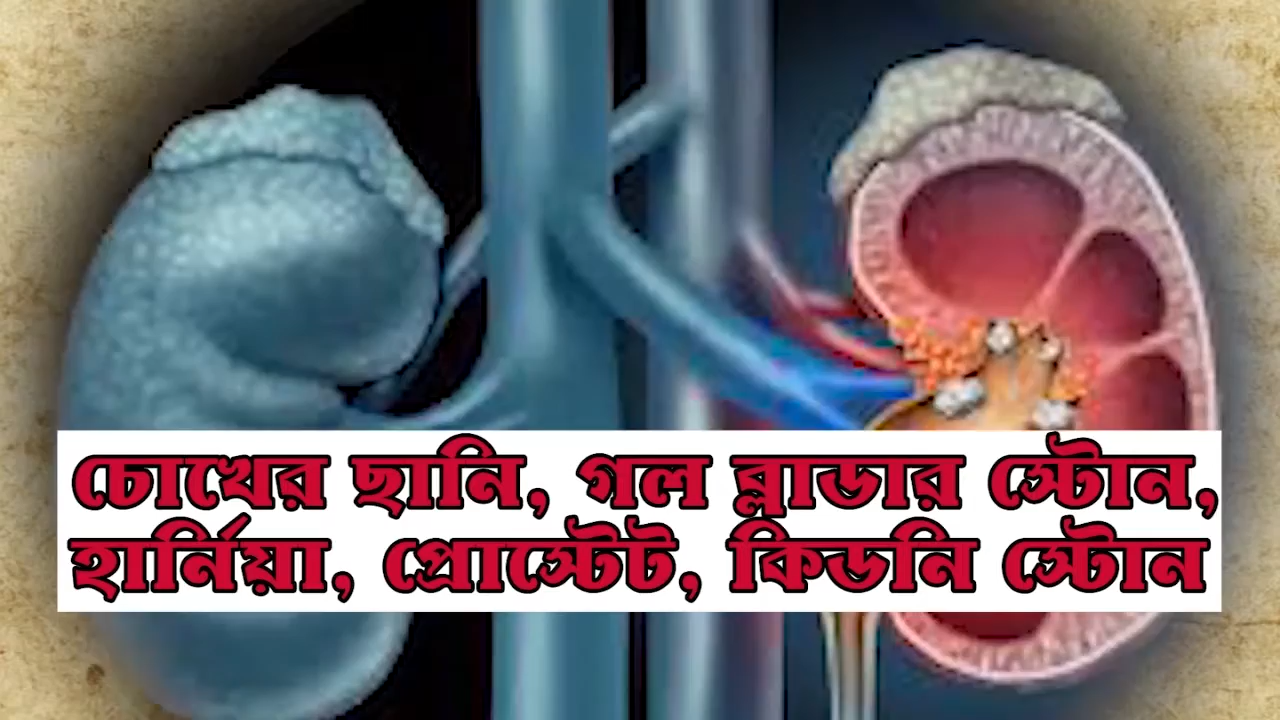 চোখের ছানি, গল ব্লাডার স্টোন,
হার্নিয়া, প্রোস্টেট, কিডনি স্টোন